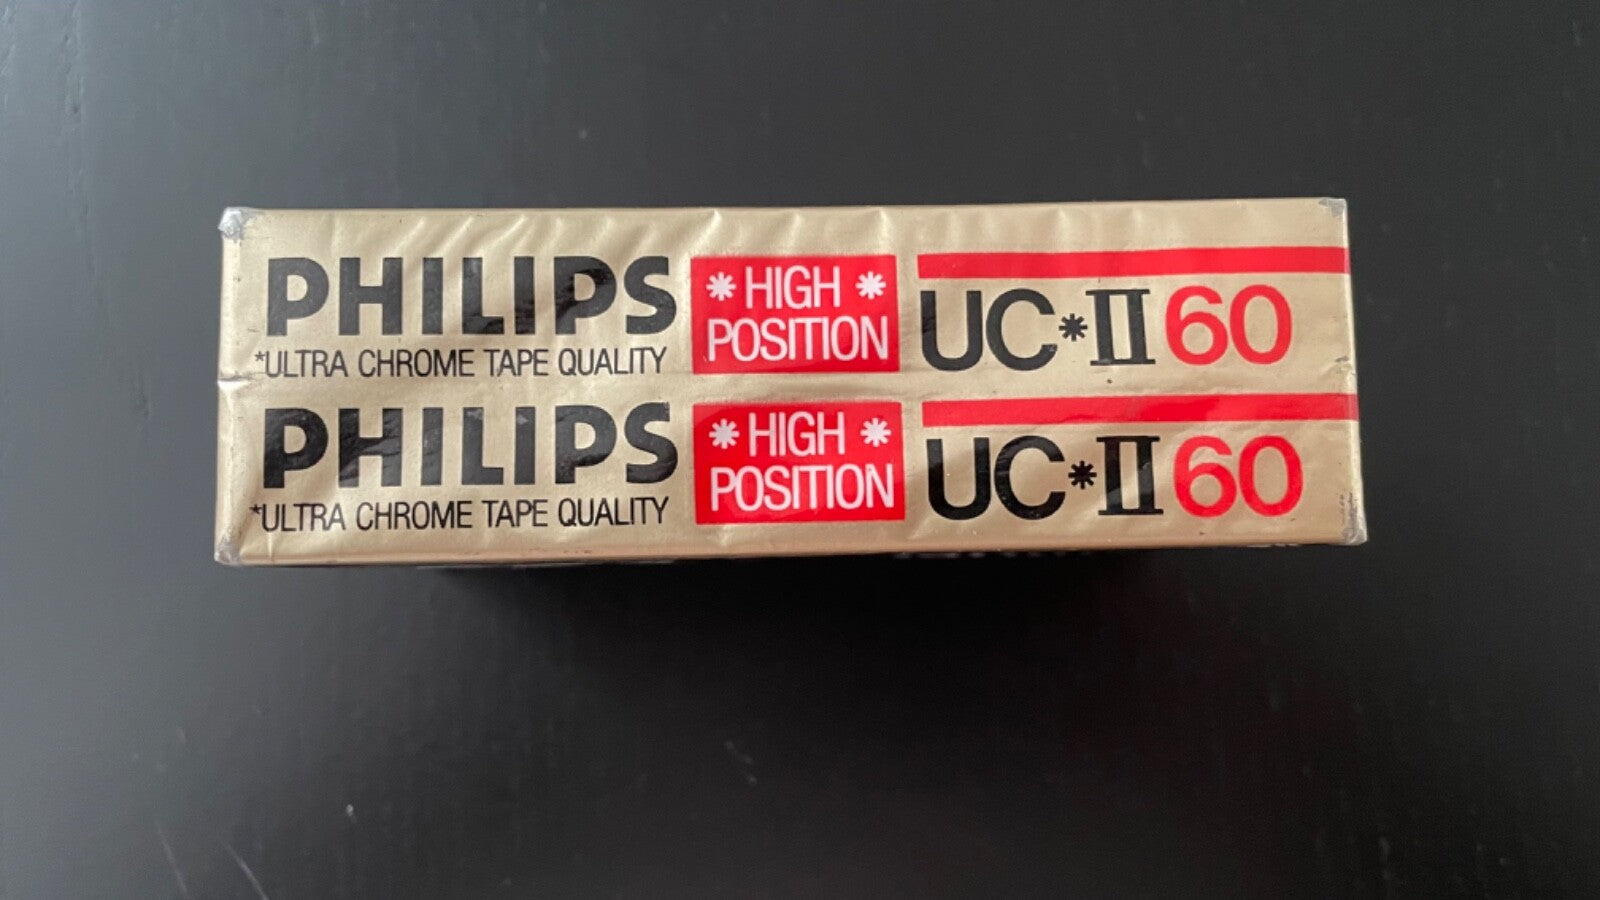 PHILIPS
*ULTRA CHROME TAPE QUALITY
* HIGH *
POSITION
UC*II 60
PHILIPS
*ULTRA CHROME TAPE QUALITY
* HIGH *
POSITION
UC*II 60